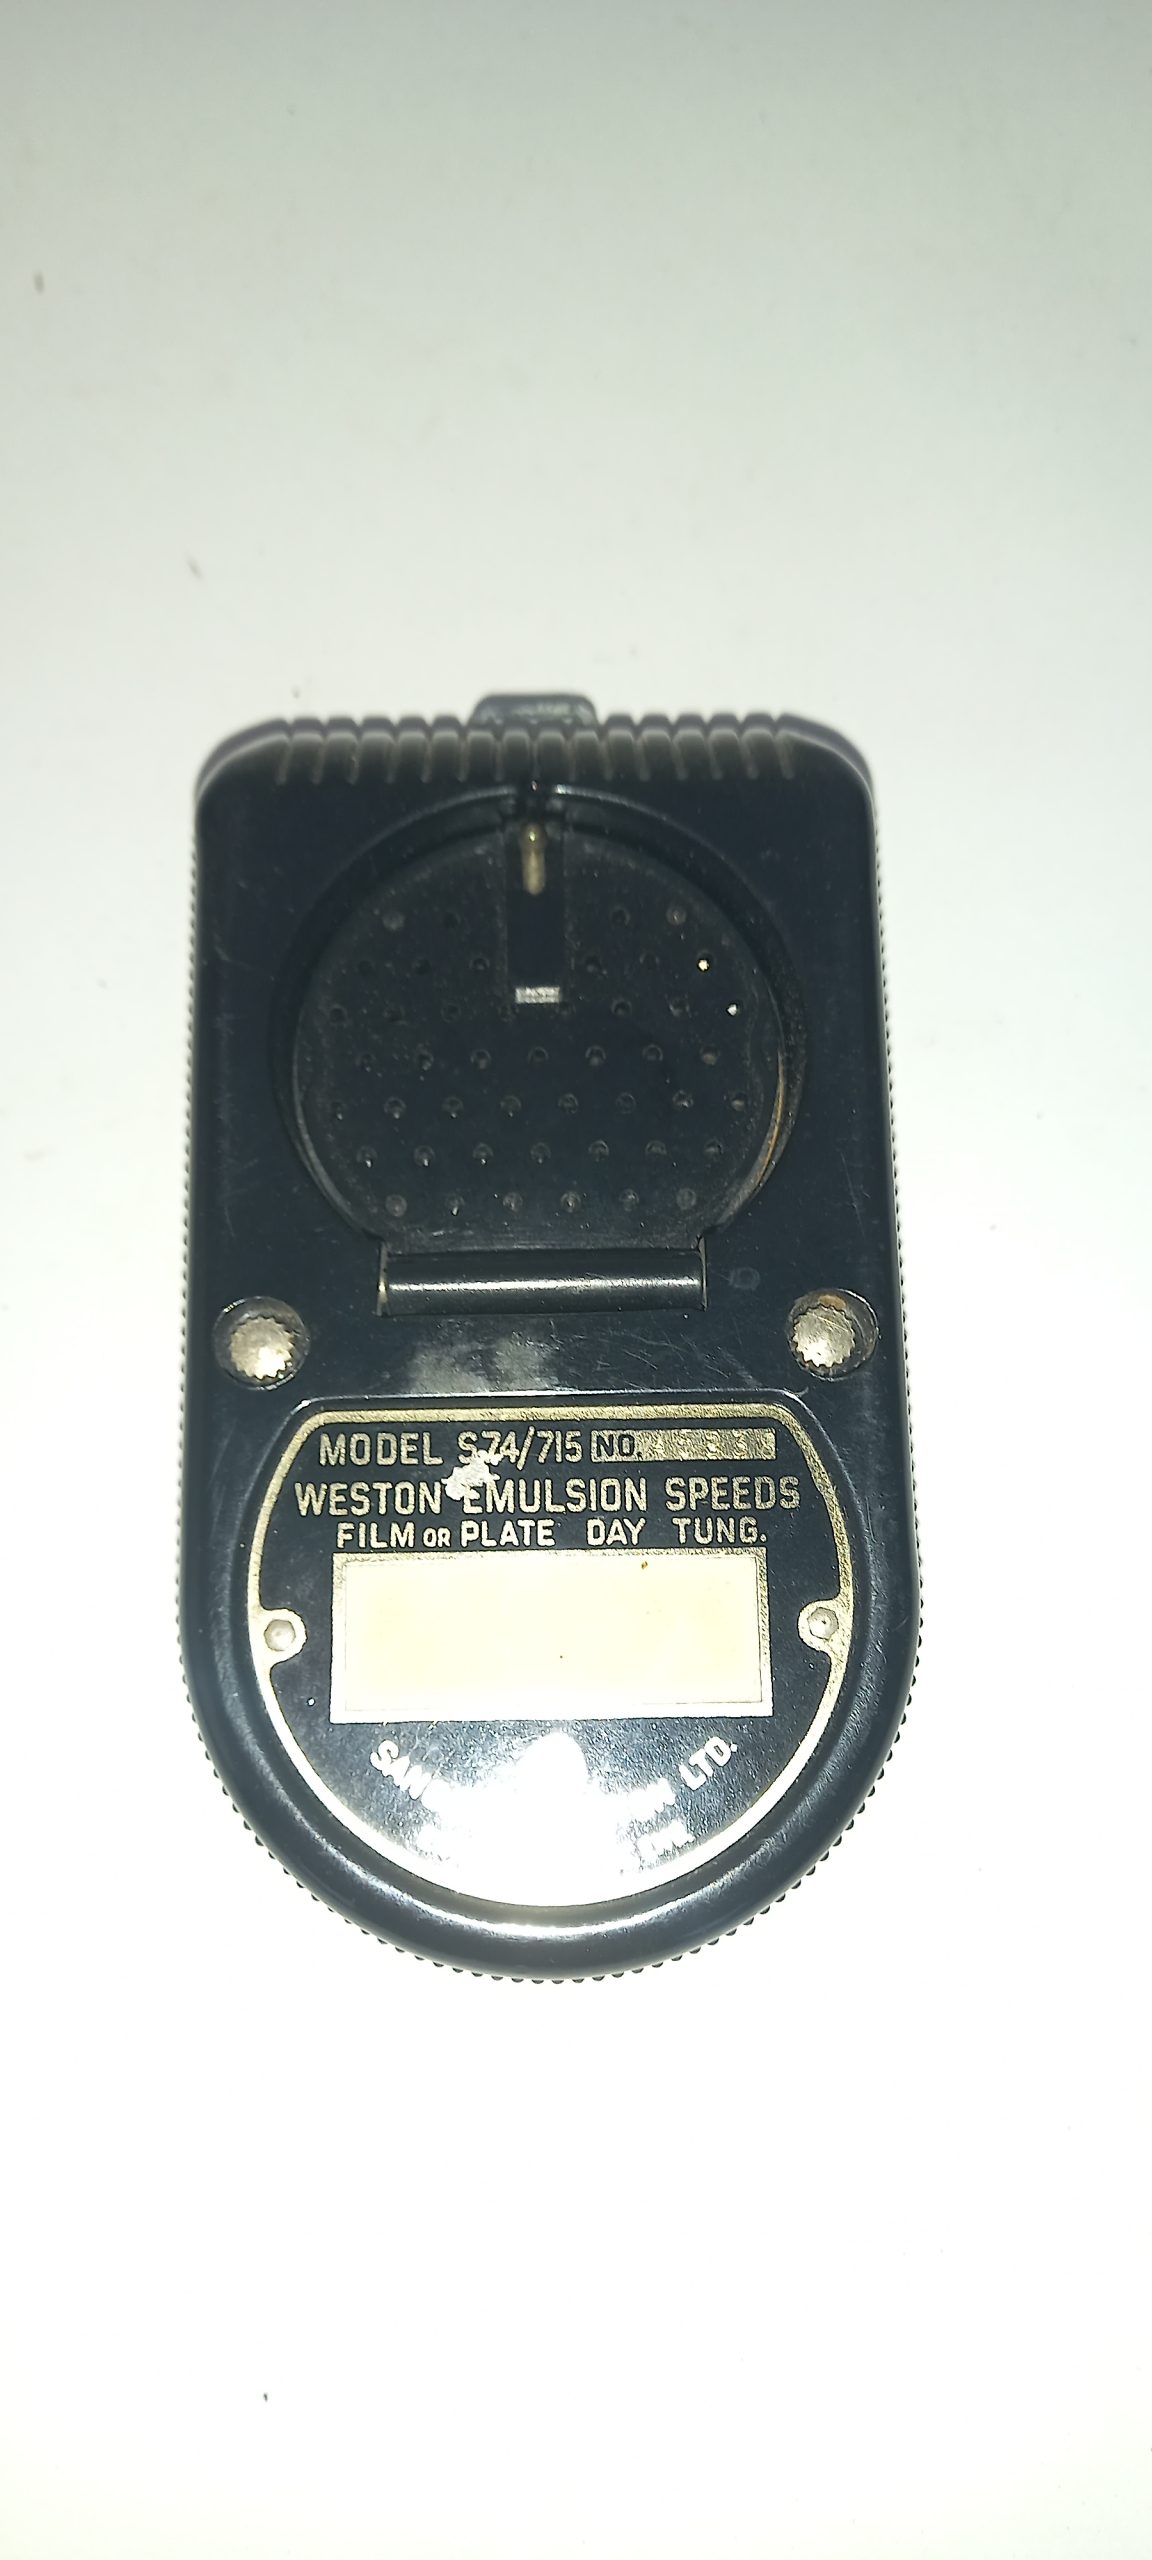 MODEL S74/715 NO.
WESTON EMULSION SPEEDS
FILM OR PLATE DAY TUNG.
LTD.